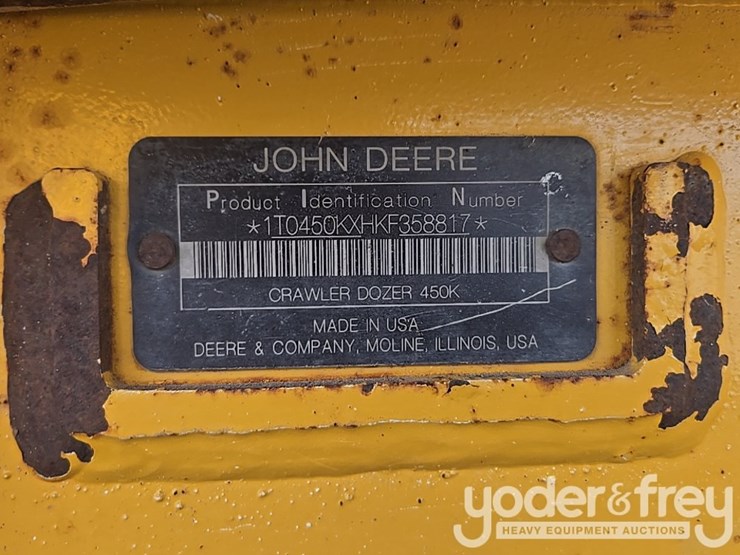 JOHN DEERE
Product Identification Number
*1T0450KXHKF358817*
CRAWLER DOZER 450K
MADE IN USA
DEERE & COMPANY, MOLINE, ILLINOIS, USA
yoder&frey
HEAVY EQUIPMENT AUCTIONS